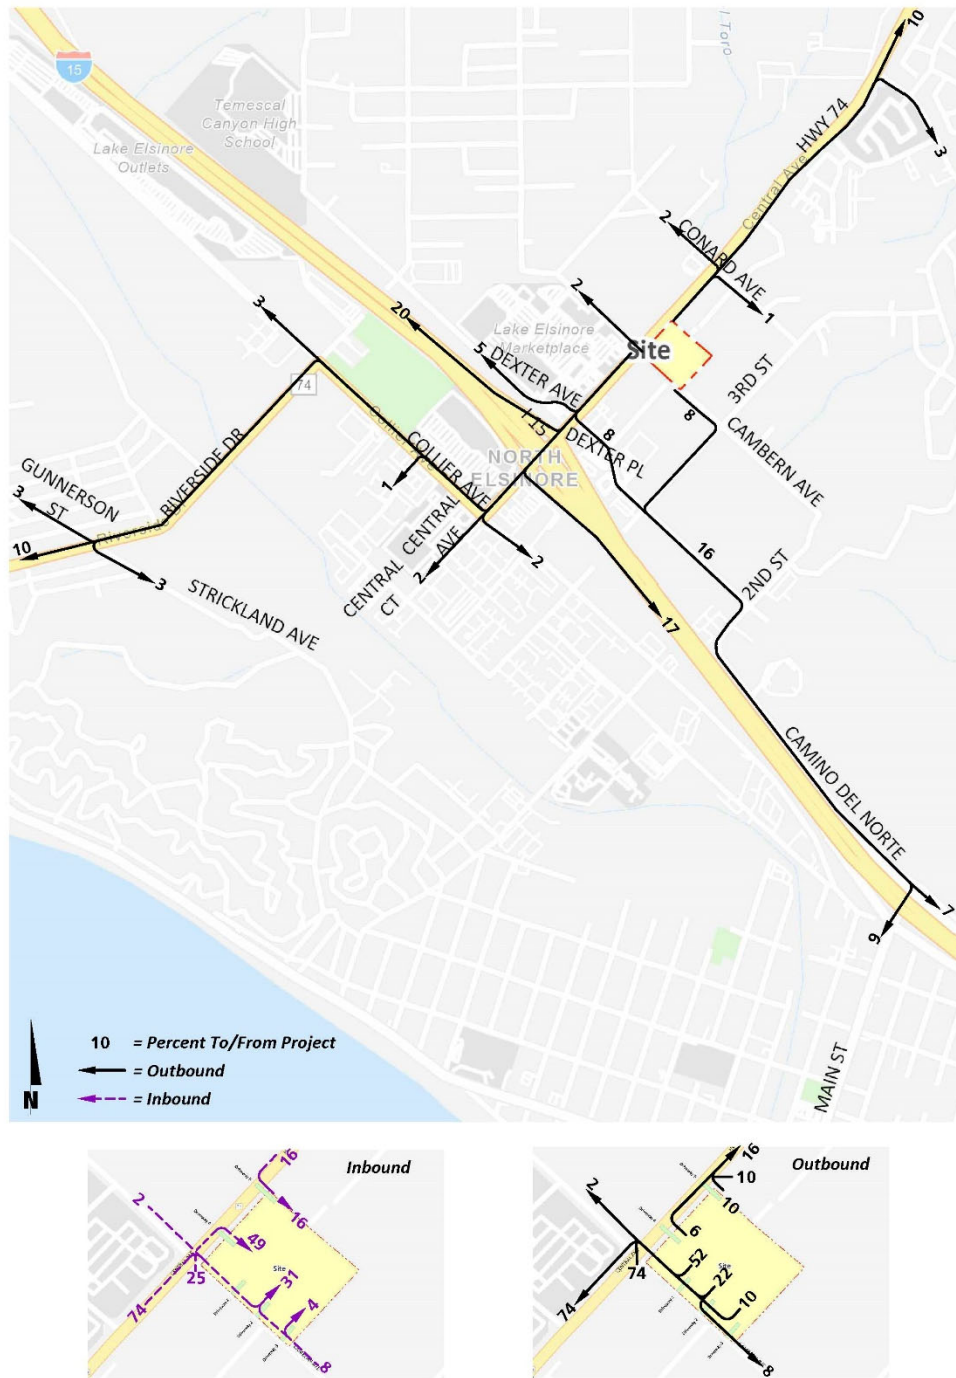 10
l Toro
15
Temescal
Canyon High
School
HWY 74
Lake Elsinore
Outlets
3
Central Ave
2
CONARD AVE
2
1
3
20
Lake Elsinore
Marketplace
Site
5
DEXTER AVE
3RD ST
74
8
I 15
8
DEXTER PL
CAMBERN AVE
COLLIER AVE
NORTH
ELSINORE
RIVERSIDE DR
GUNNERSON
ST
3
1
CENTRAL
AVE
16
10
2
2
CENTRAL
CT
2ND ST
3
STRICKLAND AVE
17
CAMINO DEL NORTE
7
9
MAIN ST
10 = Percent To/From Project
= Outbound
= Inbound
N
Inbound
16
16
2
49
25
Site
31
74
4
8
Outbound
16
10
10
2
6
52
Site
74
22
10
74
8